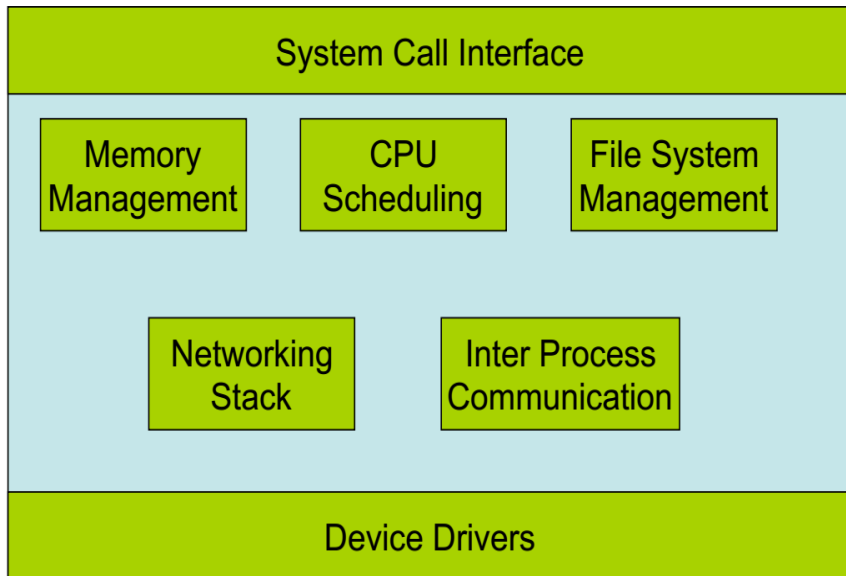 System Call Interface
Memory
Management
CPU
Scheduling
File System
Management
Networking
Stack
Inter Process
Communication
Device Drivers